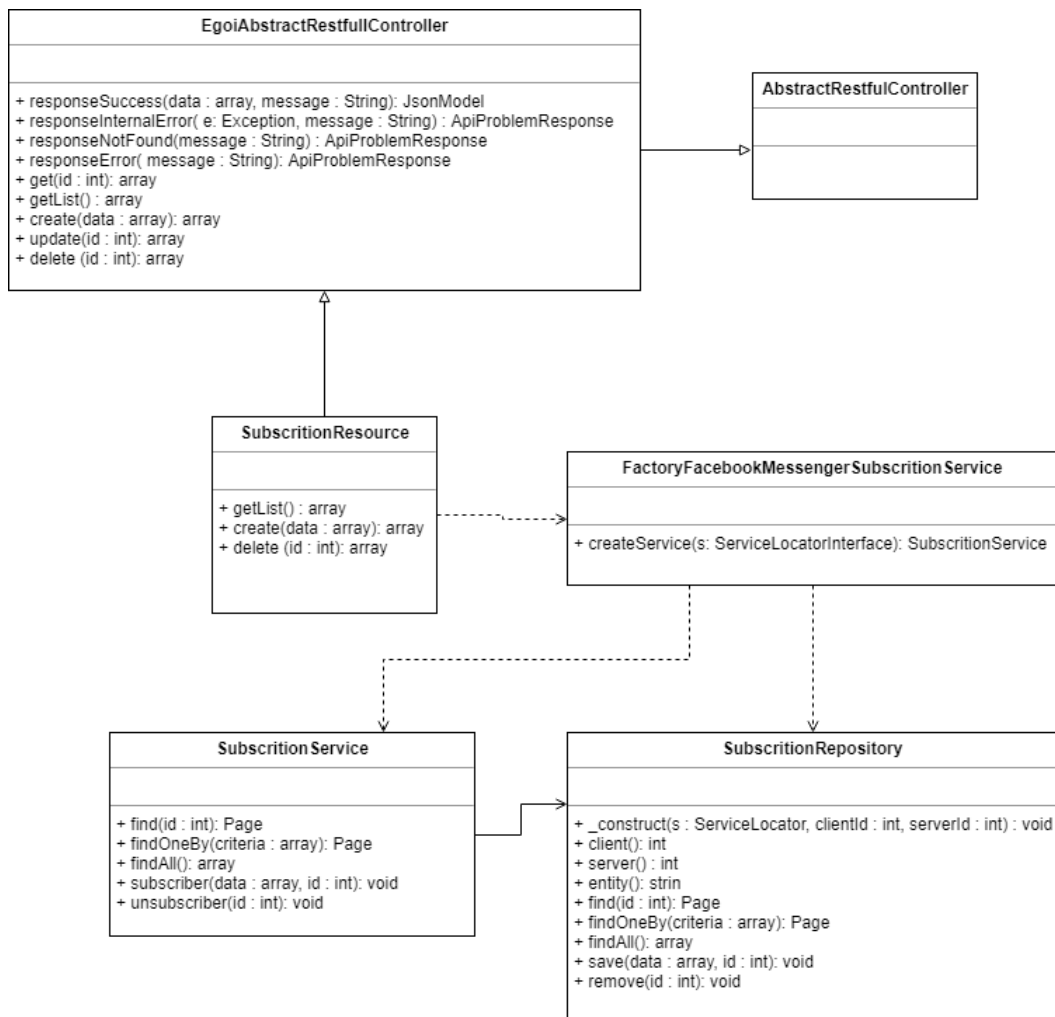 EgoiAbstractRestfullController
+ responseSuccess(data : array, message : String): JsonModel
+ responseInternalError( e: Exception, message : String) : ApiProblemResponse
+ responseNotFound(message : String) : ApiProblemResponse
+ responseError( message : String): ApiProblemResponse
+ get(id : int): array
+ getList() : array
+ create(data : array): array
+ update(id : int): array
+ delete (id : int): array
AbstractRestfulController
SubscritionResource
+ getList() : array
+ create(data : array): array
+ delete (id : int): array
FactoryFacebookMessengerSubscritionService
+ createService(s: ServiceLocatorInterface): SubscritionService
SubscritionService
+ find(id : int): Page
+ findOneBy(criteria : array): Page
+ findAll(): array
+ subscriber(data : array, id : int): void
+ unsubscriber(id : int): void
SubscritionRepository
+ _construct(s : ServiceLocator, clientId : int, serverId : int) : void
+ client(): int
+ server() : int
+ entity(): strin
+ find(id : int): Page
+ findOneBy(criteria : array): Page
+ findAll(): array
+ save(data : array, id : int): void
+ remove(id : int): void